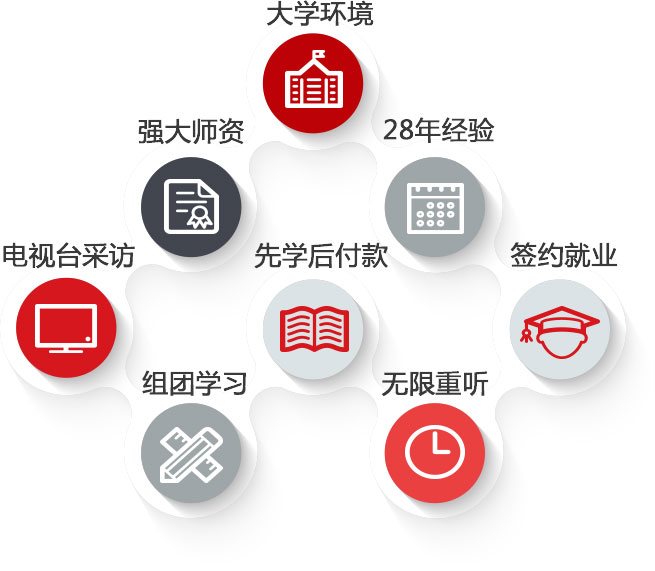 大学环境
强大师资
28年经验
电视台采访
先学后付款
签约就业
组团学习
无限重听